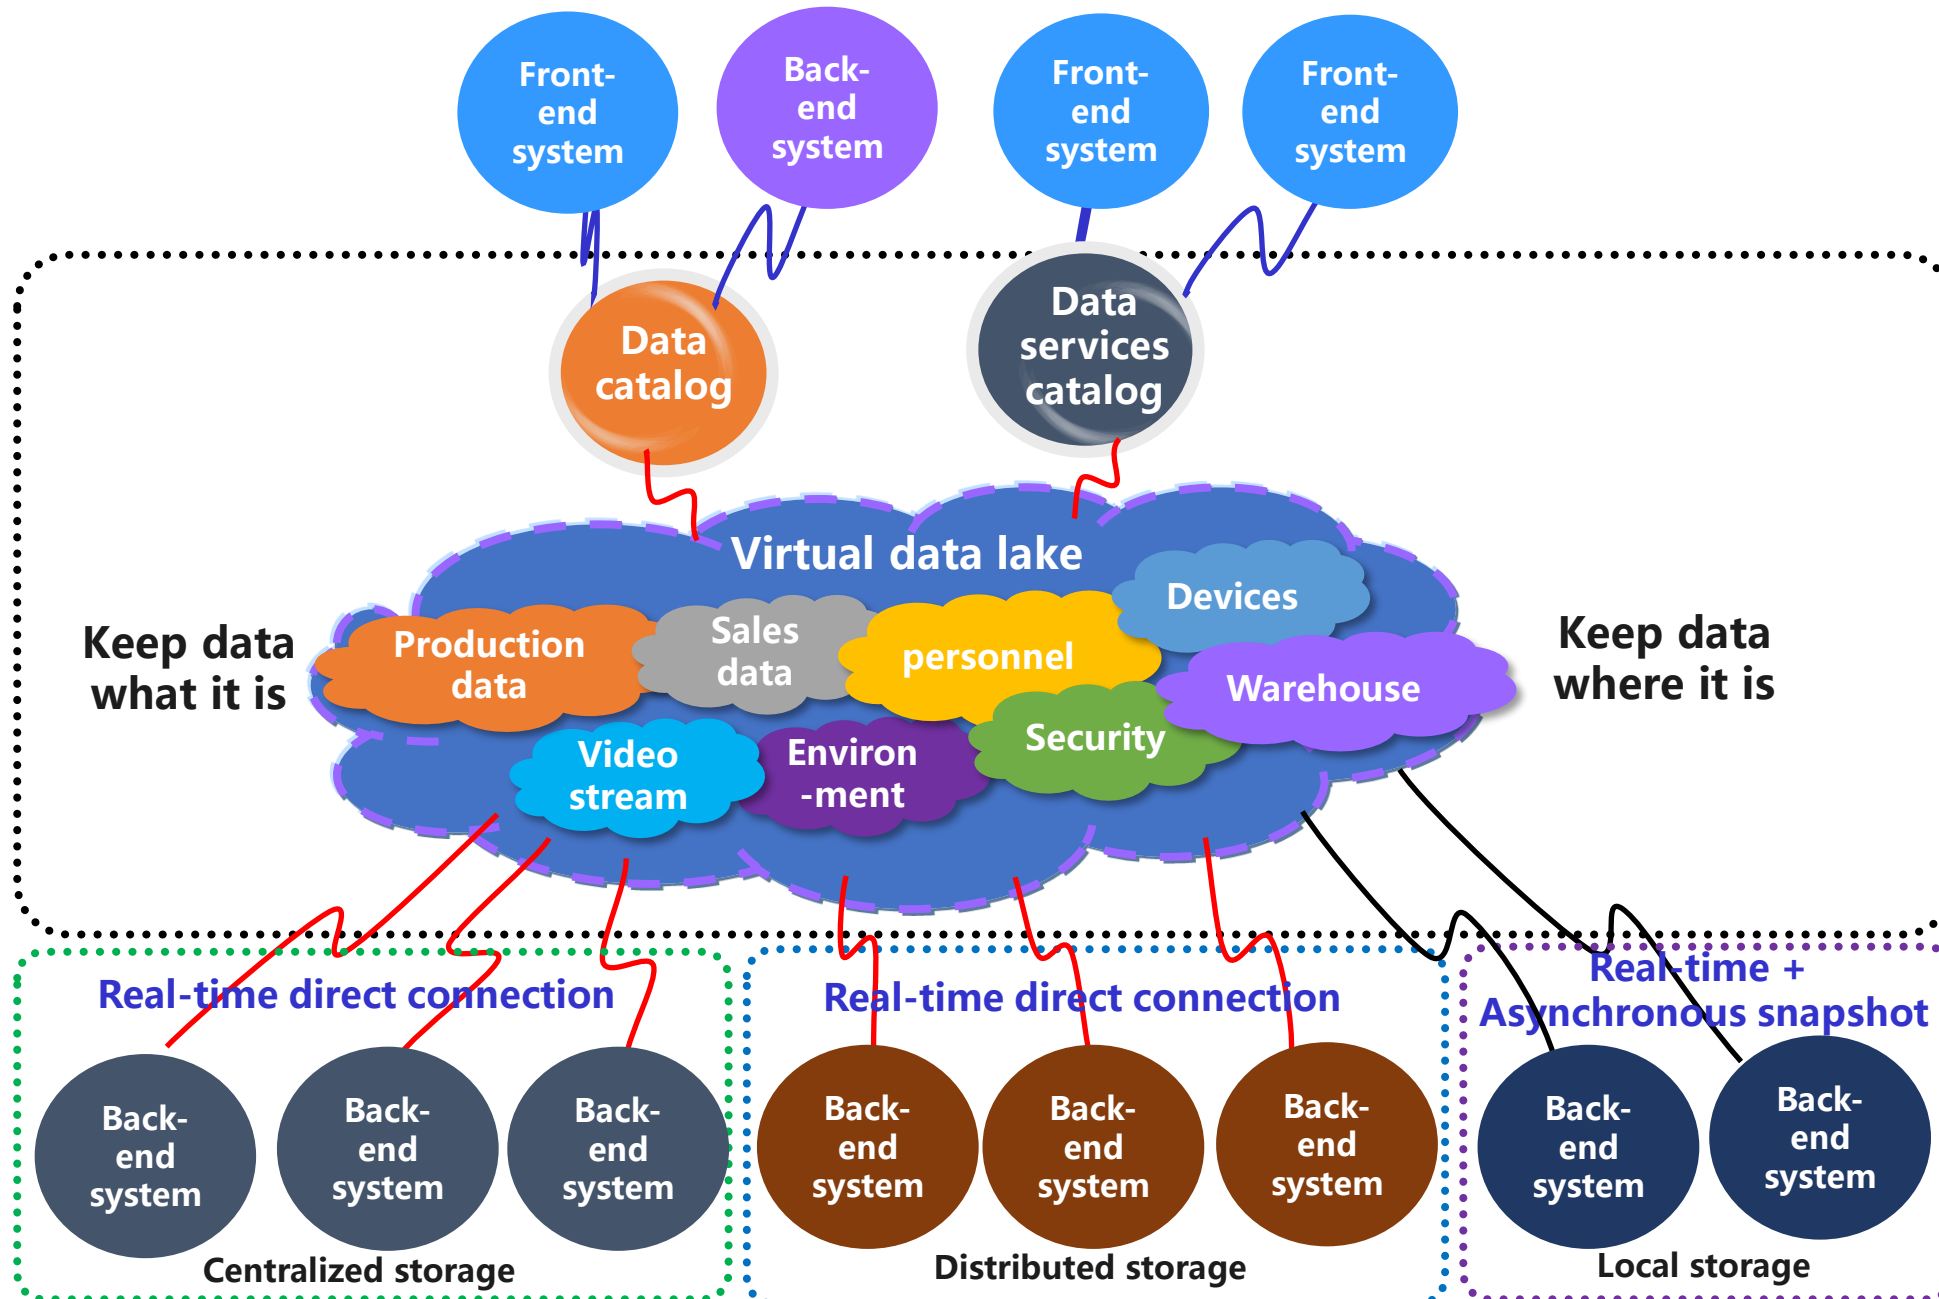 Front-
end
system
Back-
end
system
Front-
end
system
Front-
end
system
Data
catalog
Data
services
catalog
Virtual data lake
Devices
Production
data
Sales
data
personnel
Warehouse
Keep data
what it is
Keep data
where it is
Video
stream
Environ
-ment
Security
Real-time direct connection
Real-time direct connection
Real-time +
Asynchronous snapshot
Back-
end
system
Back-
end
system
Back-
end
system
Back-
end
system
Back-
end
system
Back-
end
system
Back-
end
system
Back-
end
system
Centralized storage
Distributed storage
Local storage